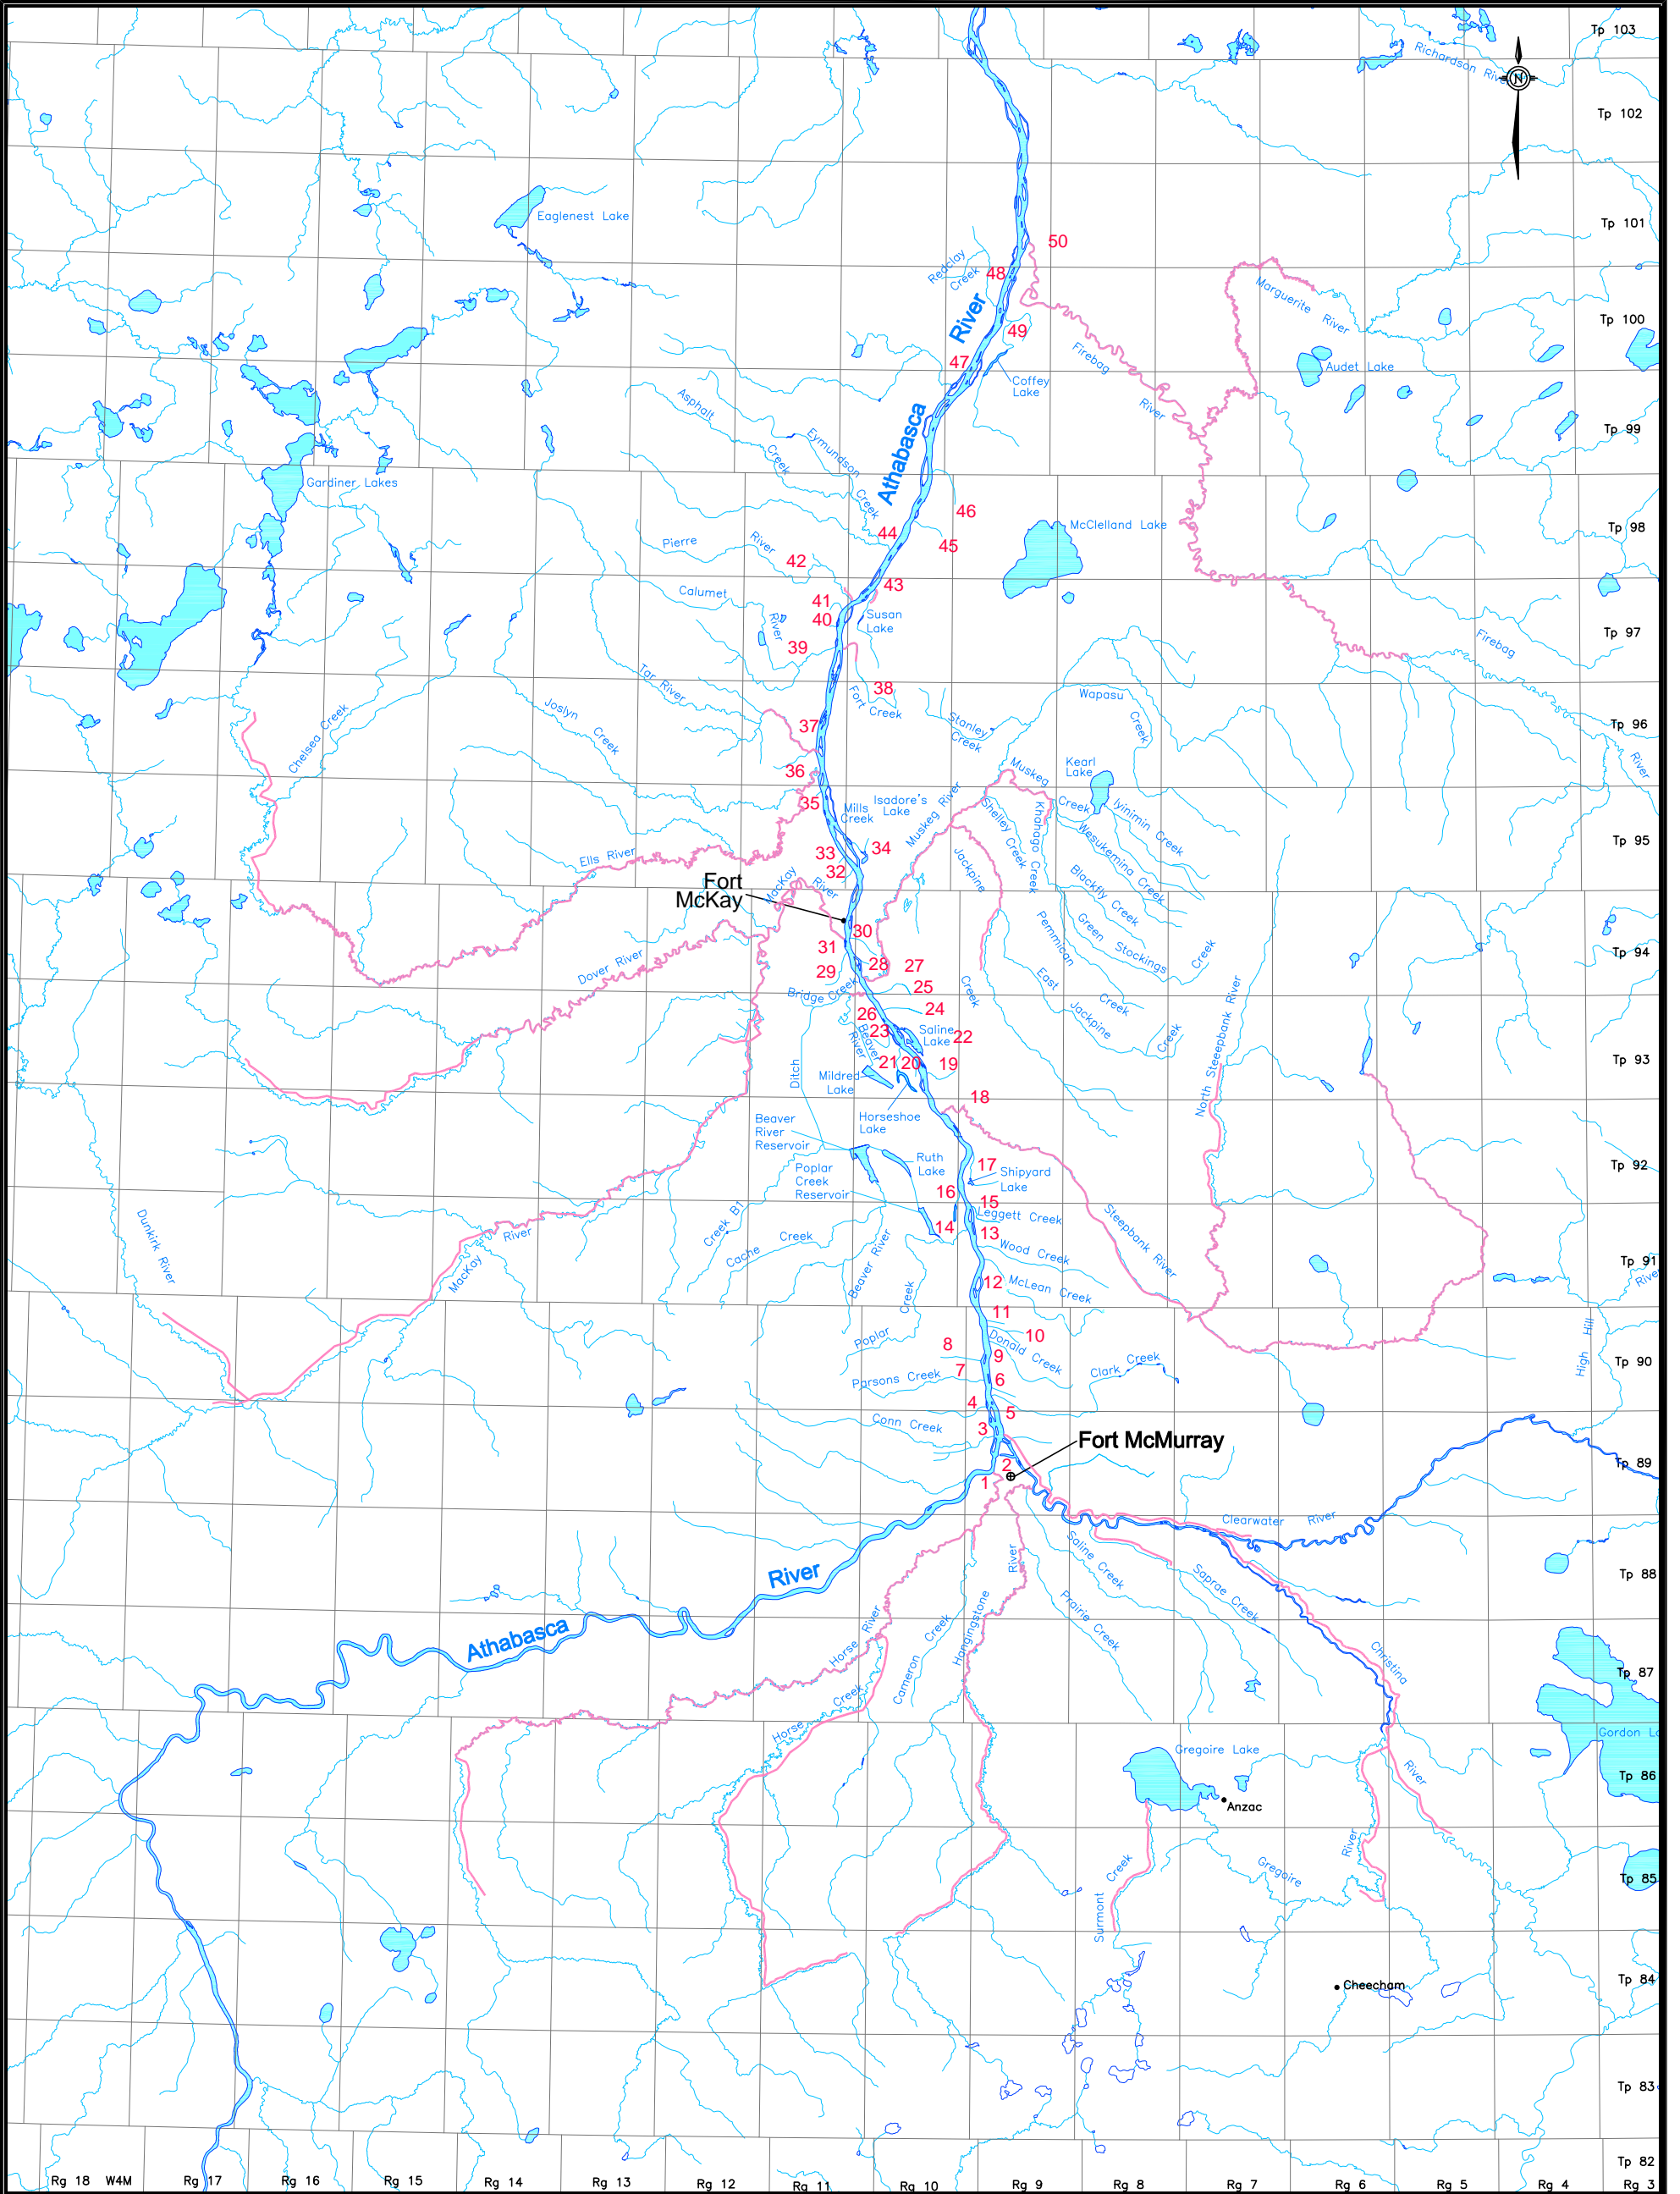 Tp 103
Richardson River
N
Tp 102
Eaglenest Lake
Tp 101
50
Redclay
Creek
48
Marguerite River
Tp 100
River
49
47
Firebag
River
Audet Lake
Coffey
Lake
Asphalt
Creek
Athabasca
Tp 99
Eymundson
Creek
Gardiner Lakes
46
44
McClelland Lake
Tp 98
Pierre
River
45
42
43
Calumet
River
41
40
Susan
Lake
Tp 97
Firebag
River
39
Tar River
38
Fort Creek
Wapasu
Creek
Chelsea Creek
Joslyn
Creek
37
Stanley
Creek
Tp 96
36
Muskeg
Creek
Kearl
Lake
35
Mills
Creek
Isadore's
Lake
Muskeg River
Shelley Creek
Khahago Creek
Iyinimin Creek
Wesukemina Creek
Tp 95
33
34
Ells River
32
Jackpine
Creek
Blackfly Creek
Fort
McKay
MacKay
River
Pemmican
Creek
Green Stockings
Creek
30
31
Dover River
28
27
Tp 94
29
Bridge Creek
25
East
Jackpine
Creek
North Steepbank River
26
24
23
Beaver
River
Saline
Lake
22
Ditch
21
20
19
Tp 93
Mildred
Lake
18
Horseshoe
Lake
Beaver
River
Reservoir
Ruth
Lake
17
Shipyard
Lake
Tp 92
Poplar
Creek
Reservoir
16
15
Leggett Creek
Dunkirk River
Creek B1
14
13
Steepbank River
River
MacKay
Cache Creek
Beaver River
Wood Creek
Tp 91
River
12
McLean Creek
Poplar
Creek
11
High Hill
10
8
Donald Creek
9
Clark Creek
Tp 90
7
Parsons Creek
6
4
5
Conn Creek
3
Fort McMurray
2
1
Tp 89
Clearwater River
River
Saline Creek
Saprae Creek
Tp 88
River
Athabasca
Horse River
Cameron Creek
Hangingstone
Prairie Creek
Christina
River
Tp 87
Horse
Creek
Gregoire Lake
Gordon L
Tp 86
Anzac
Surmont Creek
Gregoire
River
Tp 85
Cheecham
Tp 84
Tp 83
Tp 82
Rg 18 W4M Rg 17 Rg 16 Rg 15 Rg 14 Rg 13 Rg 12 Rg 11 Rg 10 Rg 9 Rg 8 Rg 7 Rg 6 Rg 5 Rg 4 Rg 3